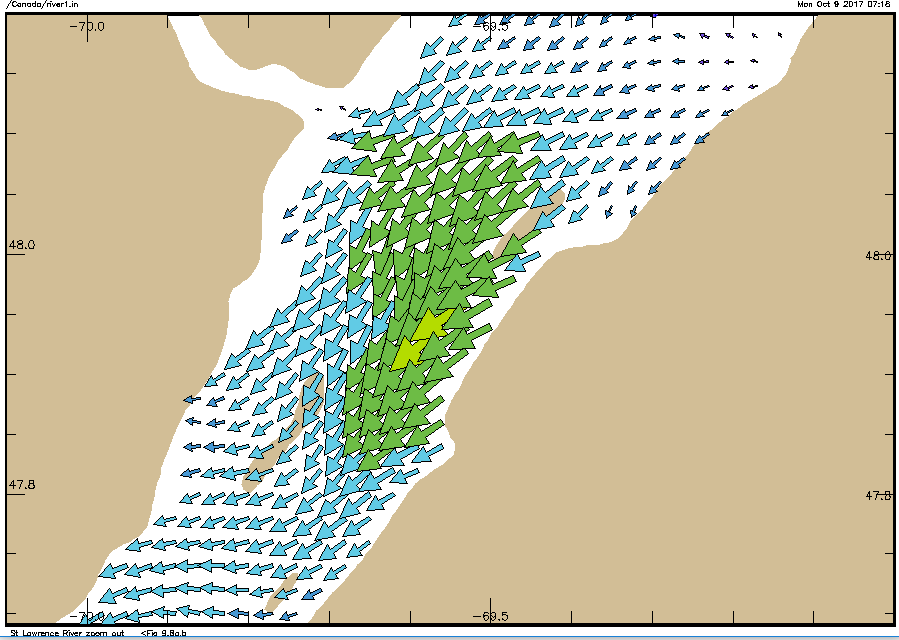 /Canada/river1.in Mon Oct 9 2017 07:18
-70.0 -69.5
48.0 48.0
47.8 47.8
-70.0 -69.5
St Lawrence River zoom out <Fig 9.8a.b